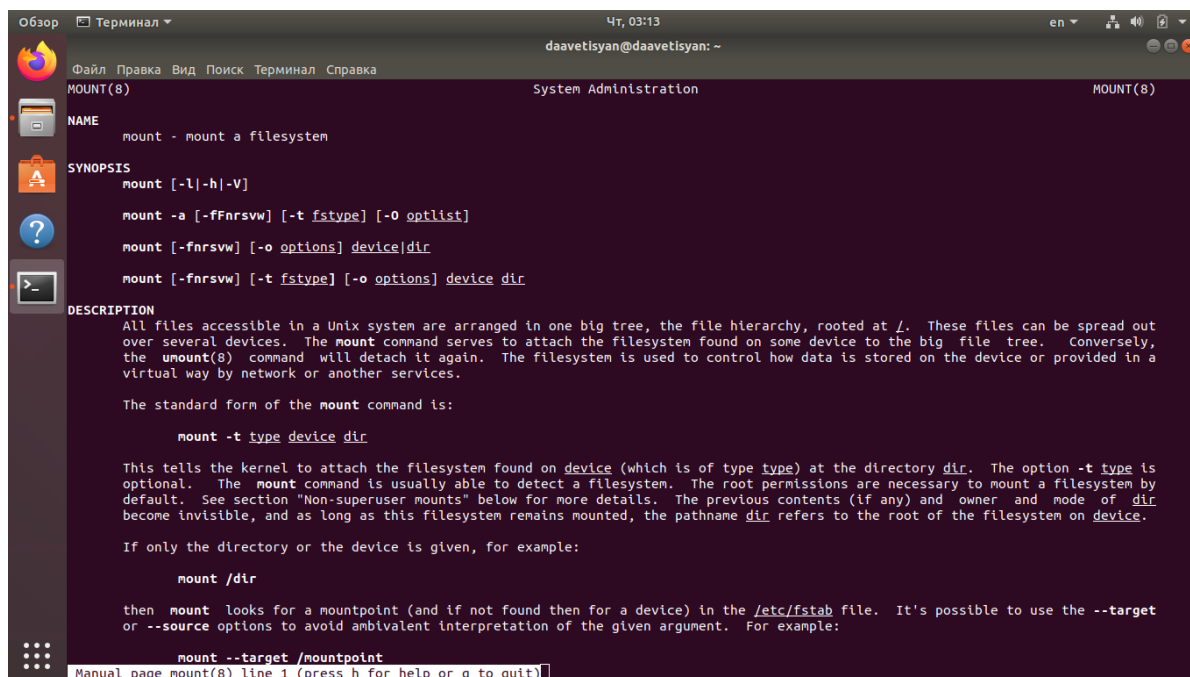 Обзор Терминал Чт, 03:13 en
daavetisyan@daavetisyan: ~
Файл Правка Вид Поиск Терминал Справка
MOUNT(8) System Administration MOUNT(8)
NAME
mount - mount a filesystem
SYNOPSIS
mount [-l|-h|-V]
mount -a [-fFnrsvw] [-t fstype] [-O optlist]
mount [-fnrsvw] [-o options] device|dir
mount [-fnrsvw] [-t fstype] [-o options] device dir
DESCRIPTION
All files accessible in a Unix system are arranged in one big tree, the file hierarchy, rooted at /. These files can be spread out
over several devices. The mount command serves to attach the filesystem found on some device to the big file tree. Conversely,
the umount(8) command will detach it again. The filesystem is used to control how data is stored on the device or provided in a
virtual way by network or another services.
The standard form of the mount command is:
mount -t type device dir
This tells the kernel to attach the filesystem found on device (which is of type type) at the directory dir. The option -t type is
optional. The mount command is usually able to detect a filesystem. The root permissions are necessary to mount a filesystem by
default. See section "Non-superuser mounts" below for more details. The previous contents (if any) and owner and mode of dir
become invisible, and as long as this filesystem remains mounted, the pathname dir refers to the root of the filesystem on device.
If only the directory or the device is given, for example:
mount /dir
then mount looks for a mountpoint (and if not found then for a device) in the /etc/fstab file. It's possible to use the --target
or --source options to avoid ambivalent interpretation of the given argument. For example:
mount --target /mountpoint
Manual page mount(8) line 1 (press h for help or q to quit)